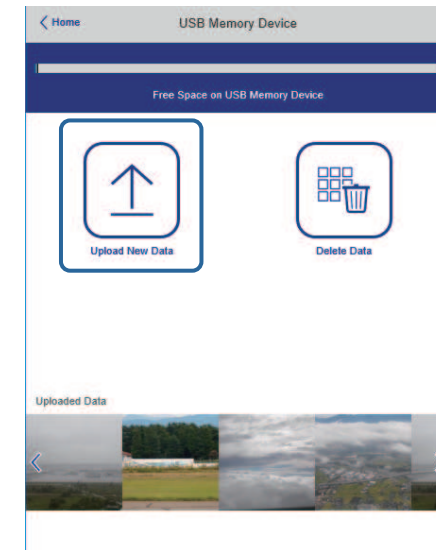 Home
USB Memory Device
Free Space on USB Memory Device
Upload New Data
Delete Data
Uploaded Data